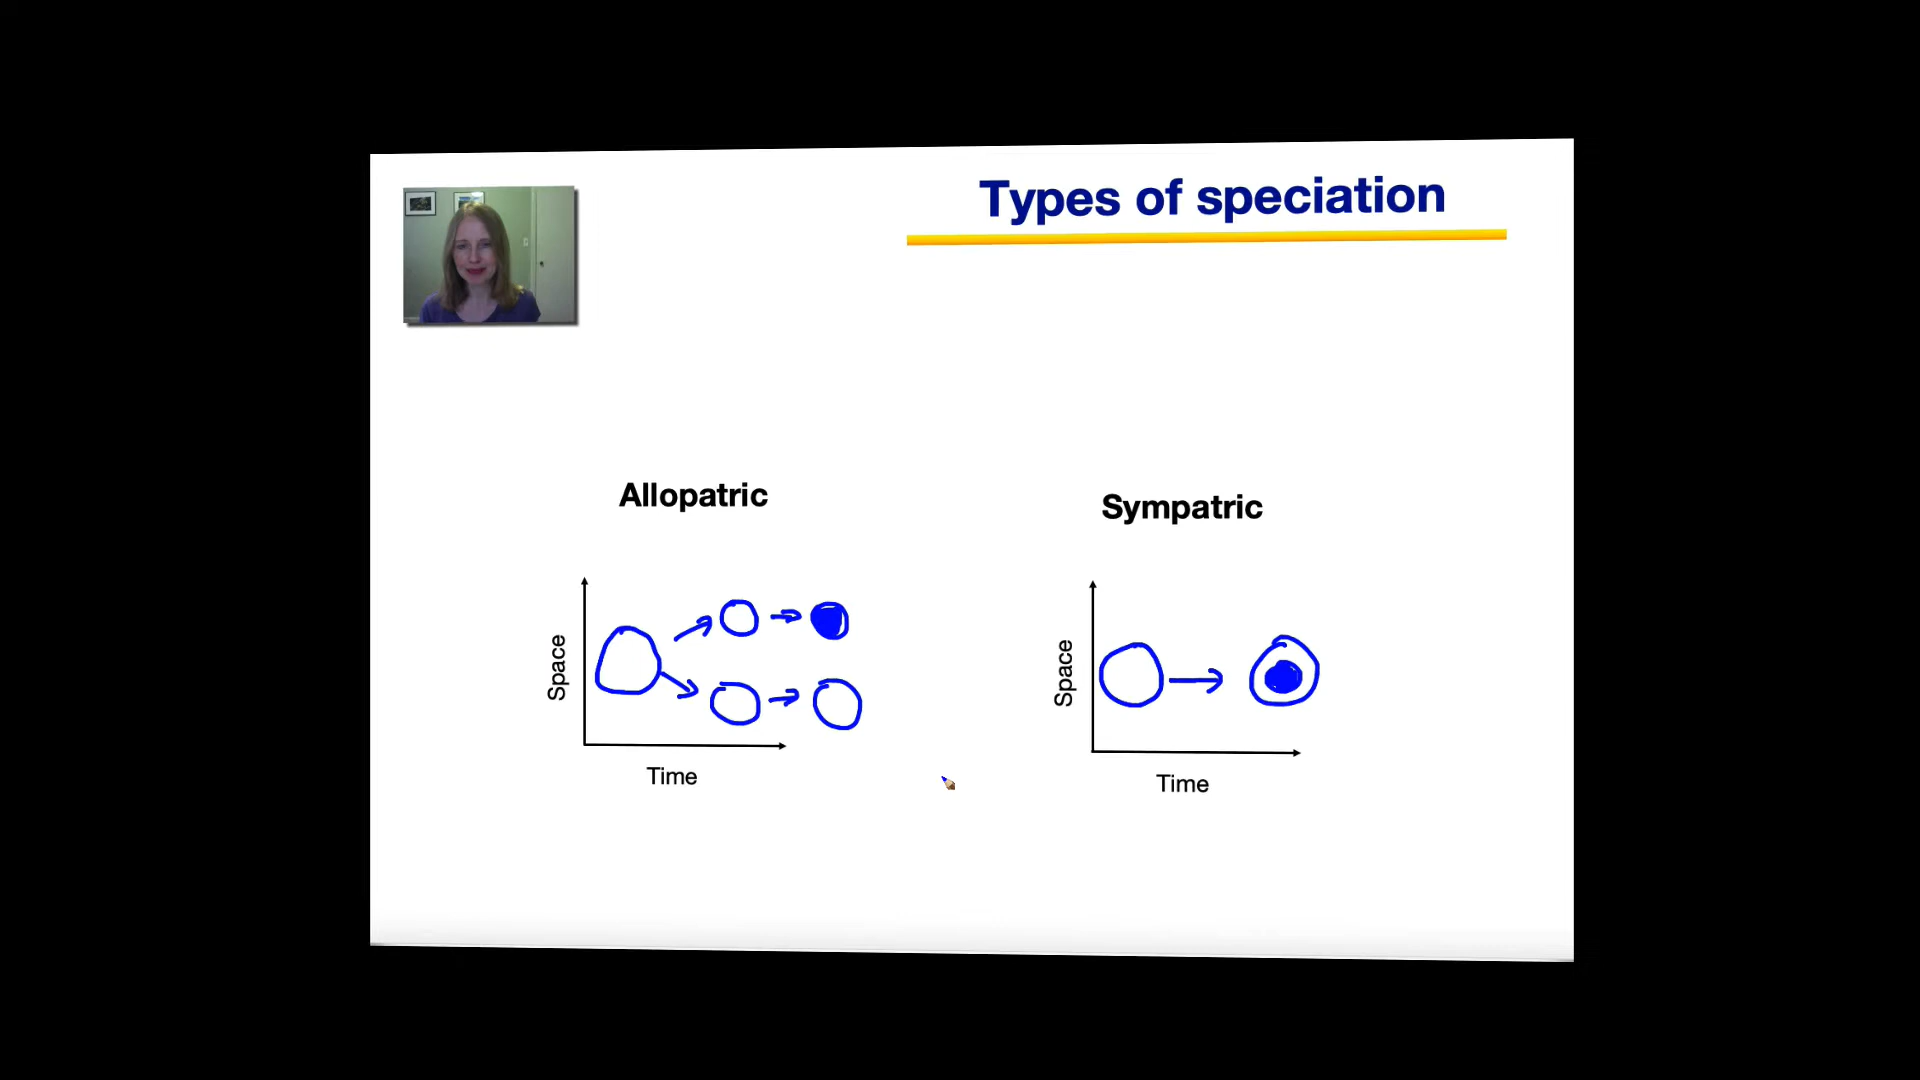 Types of speciation
Allopatric
Sympatric
Space
Time
Space
Time